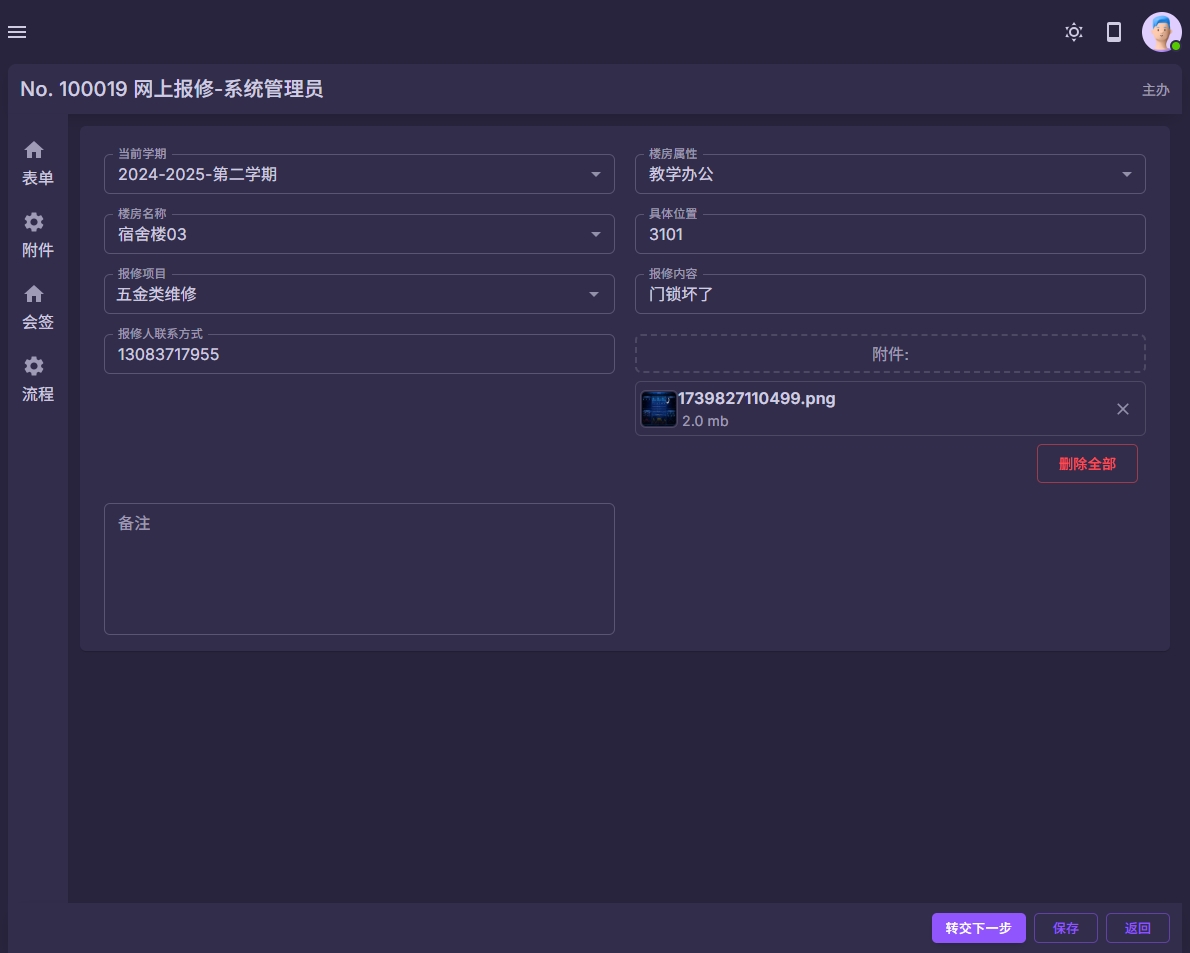 No. 100019 网上报修-系统管理员
主办
表单
附件
会签
流程
当前学期
2024-2025-第二学期
楼房属性
教学办公
楼房名称
宿舍楼03
具体位置
3101
报修项目
五金类维修
报修内容
门锁坏了
报修人联系方式
13083717955
附件:
1739827110499.png
2.0 mb
删除全部
备注
转交下一步
保存
返回